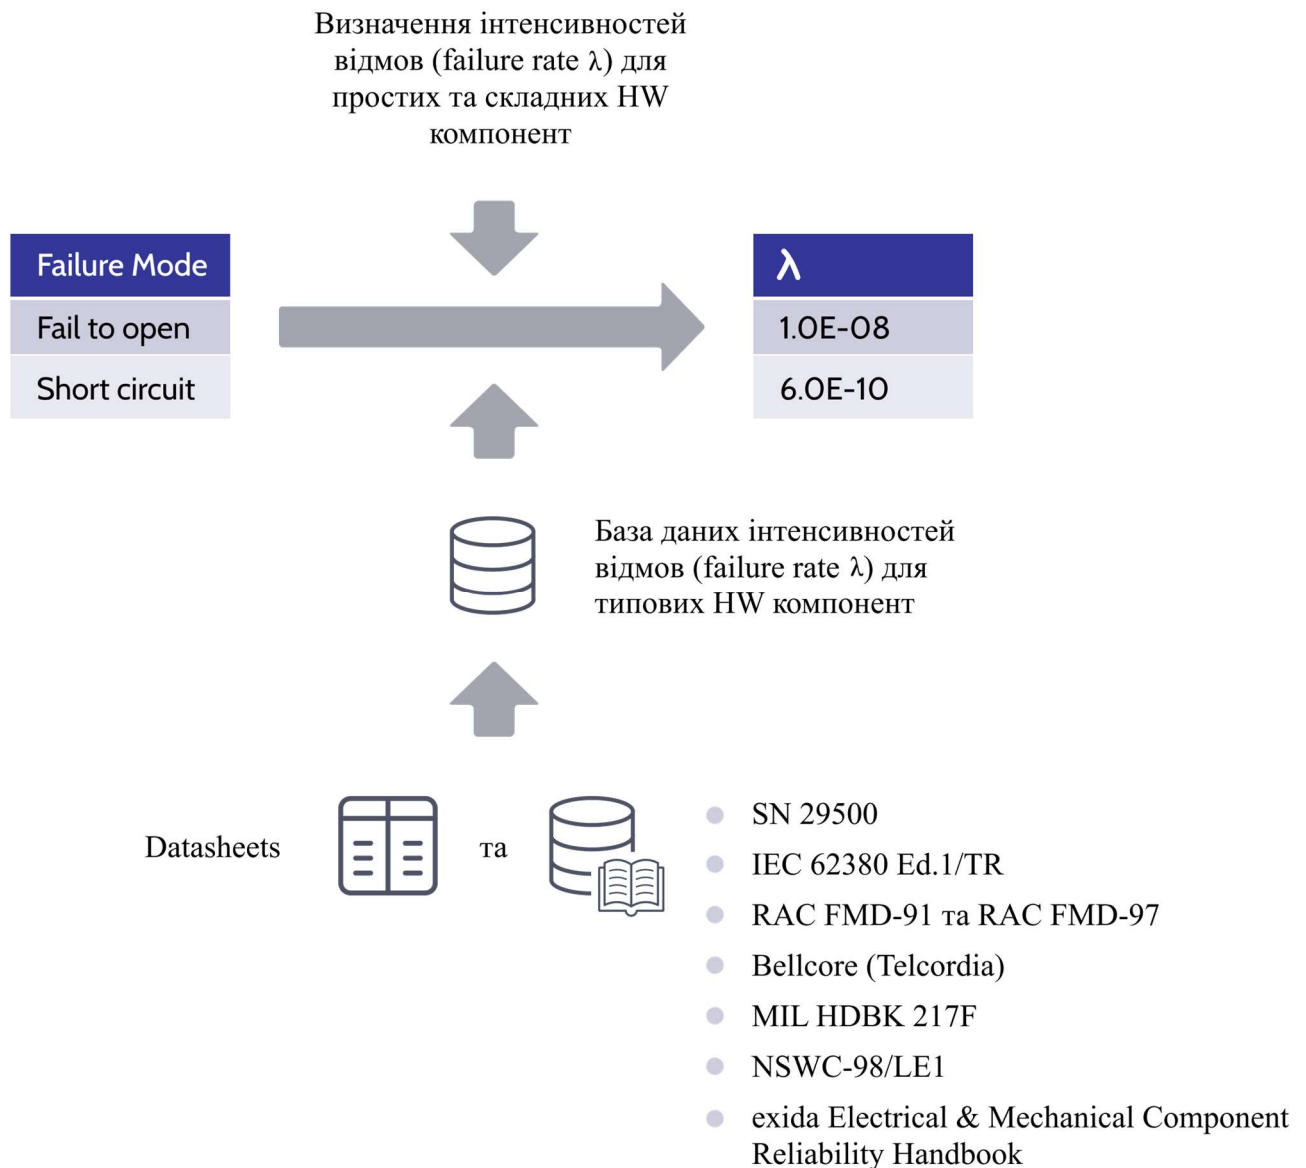 Визначення інтенсивностей
відмов (failure rate λ) для
простих та складних HW
компонент
Failure Mode
λ
Fail to open
1.0E-08
Short circuit
6.0E-10
База даних інтенсивностей
відмов (failure rate λ) для
типових HW компонент
Datasheets
та
SN 29500
IEC 62380 Ed.1/TR
RAC FMD-91 та RAC FMD-97
Bellcore (Telcordia)
MIL HDBK 217F
NSWC-98/LE1
exida Electrical & Mechanical Component
Reliability Handbook